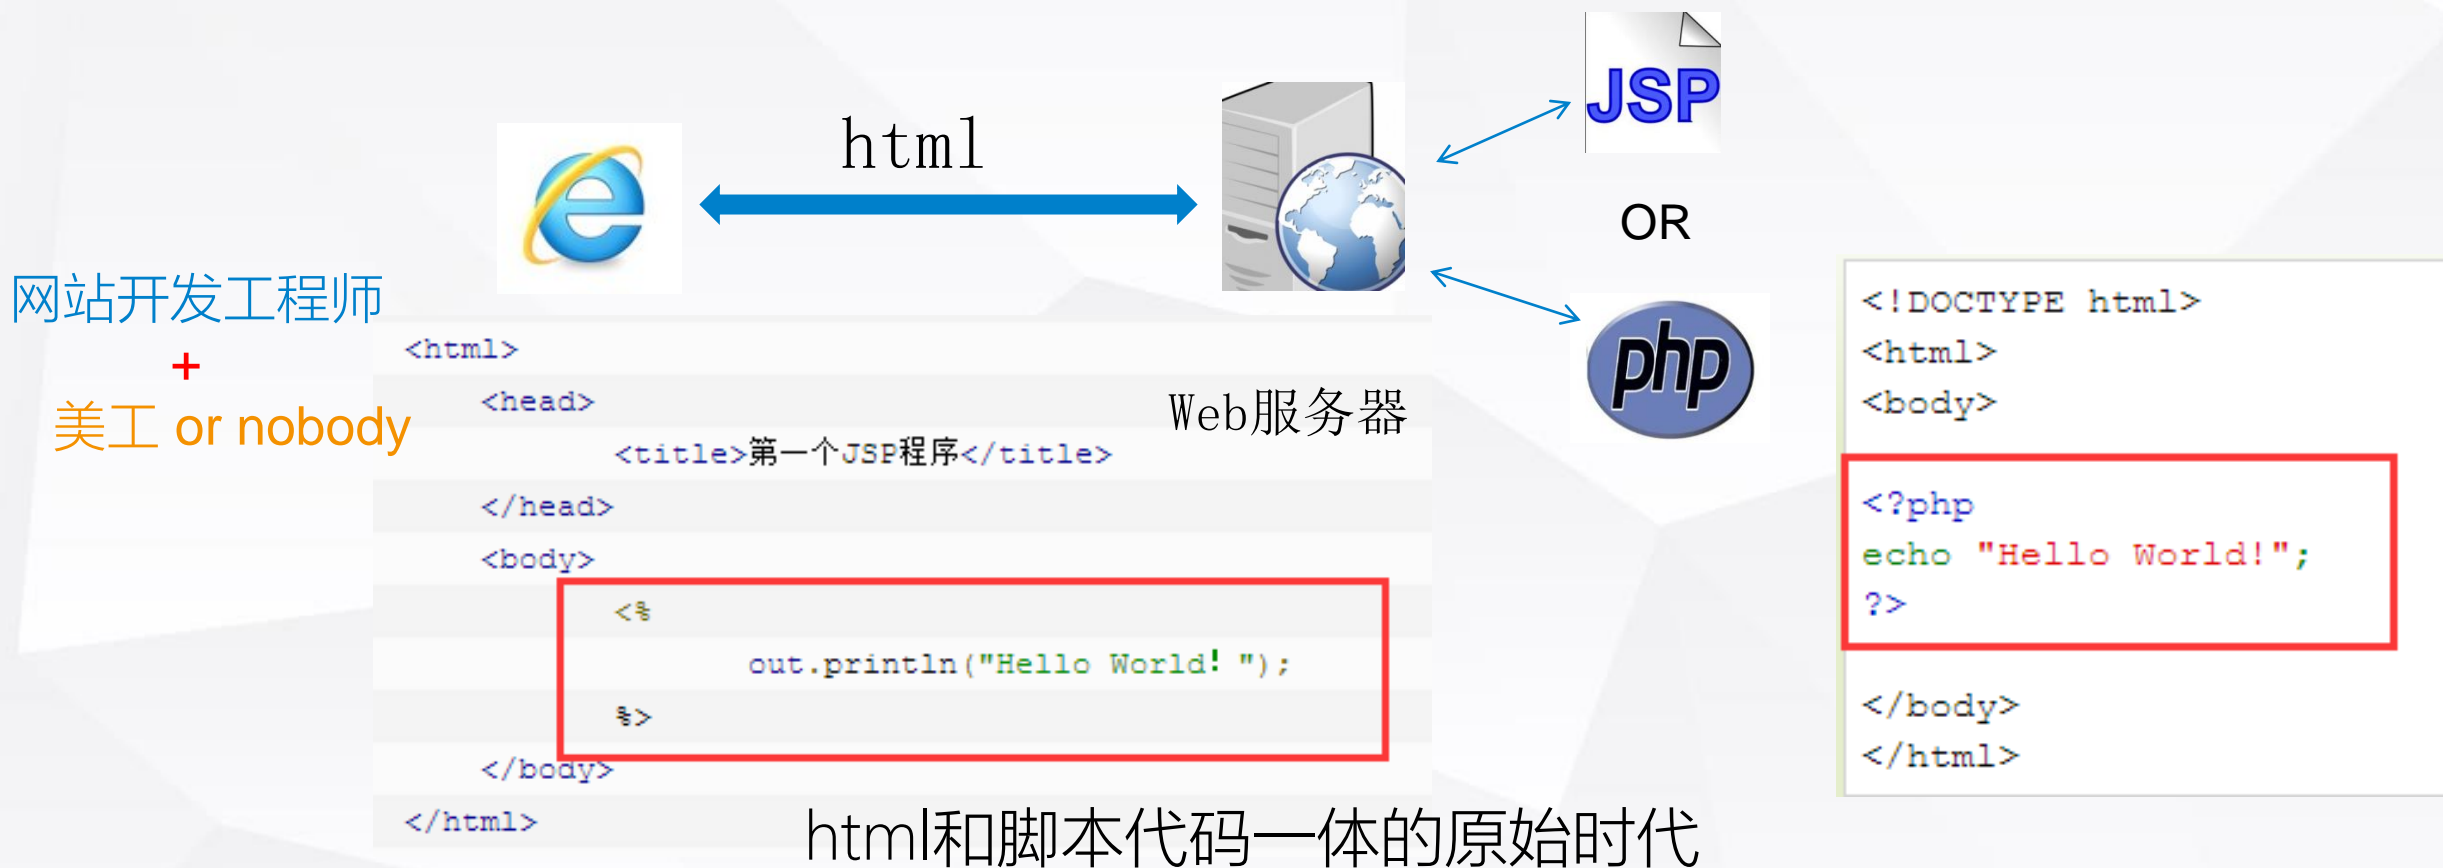 html
JSP
OR
php
网站开发工程师
+
美工 or nobody
Web服务器
<html>
<head>
<title>第一个JSP程序</title>
</head>
<body>
<%
out.println("Hello World！");
%>
</body>
</html>
<!DOCTYPE html>
<html>
<body>
<?php
echo "Hello World!";
?>
</body>
</html>
html和脚本代码一体的原始时代